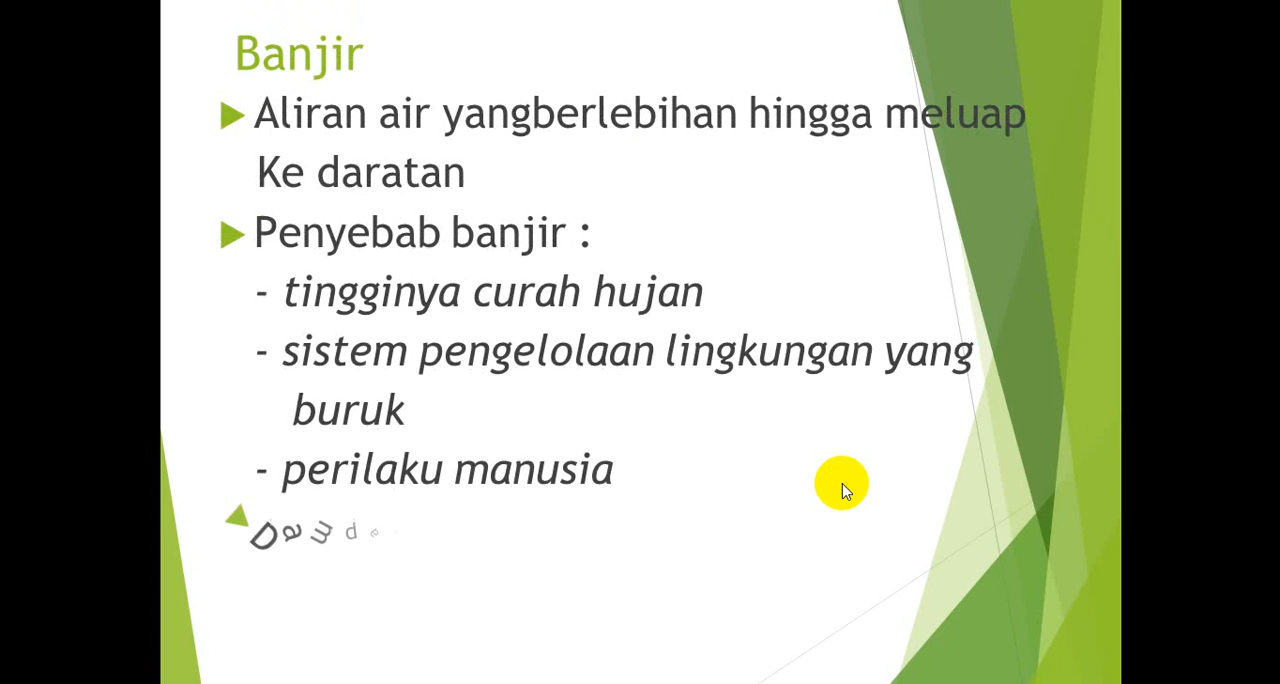 Banjir
Aliran air yangberlebihan hingga meluap
Ke daratan
Penyebab banjir :
- tingginya curah hujan
- sistem pengelolaan lingkungan yang
buruk
- perilaku manusia